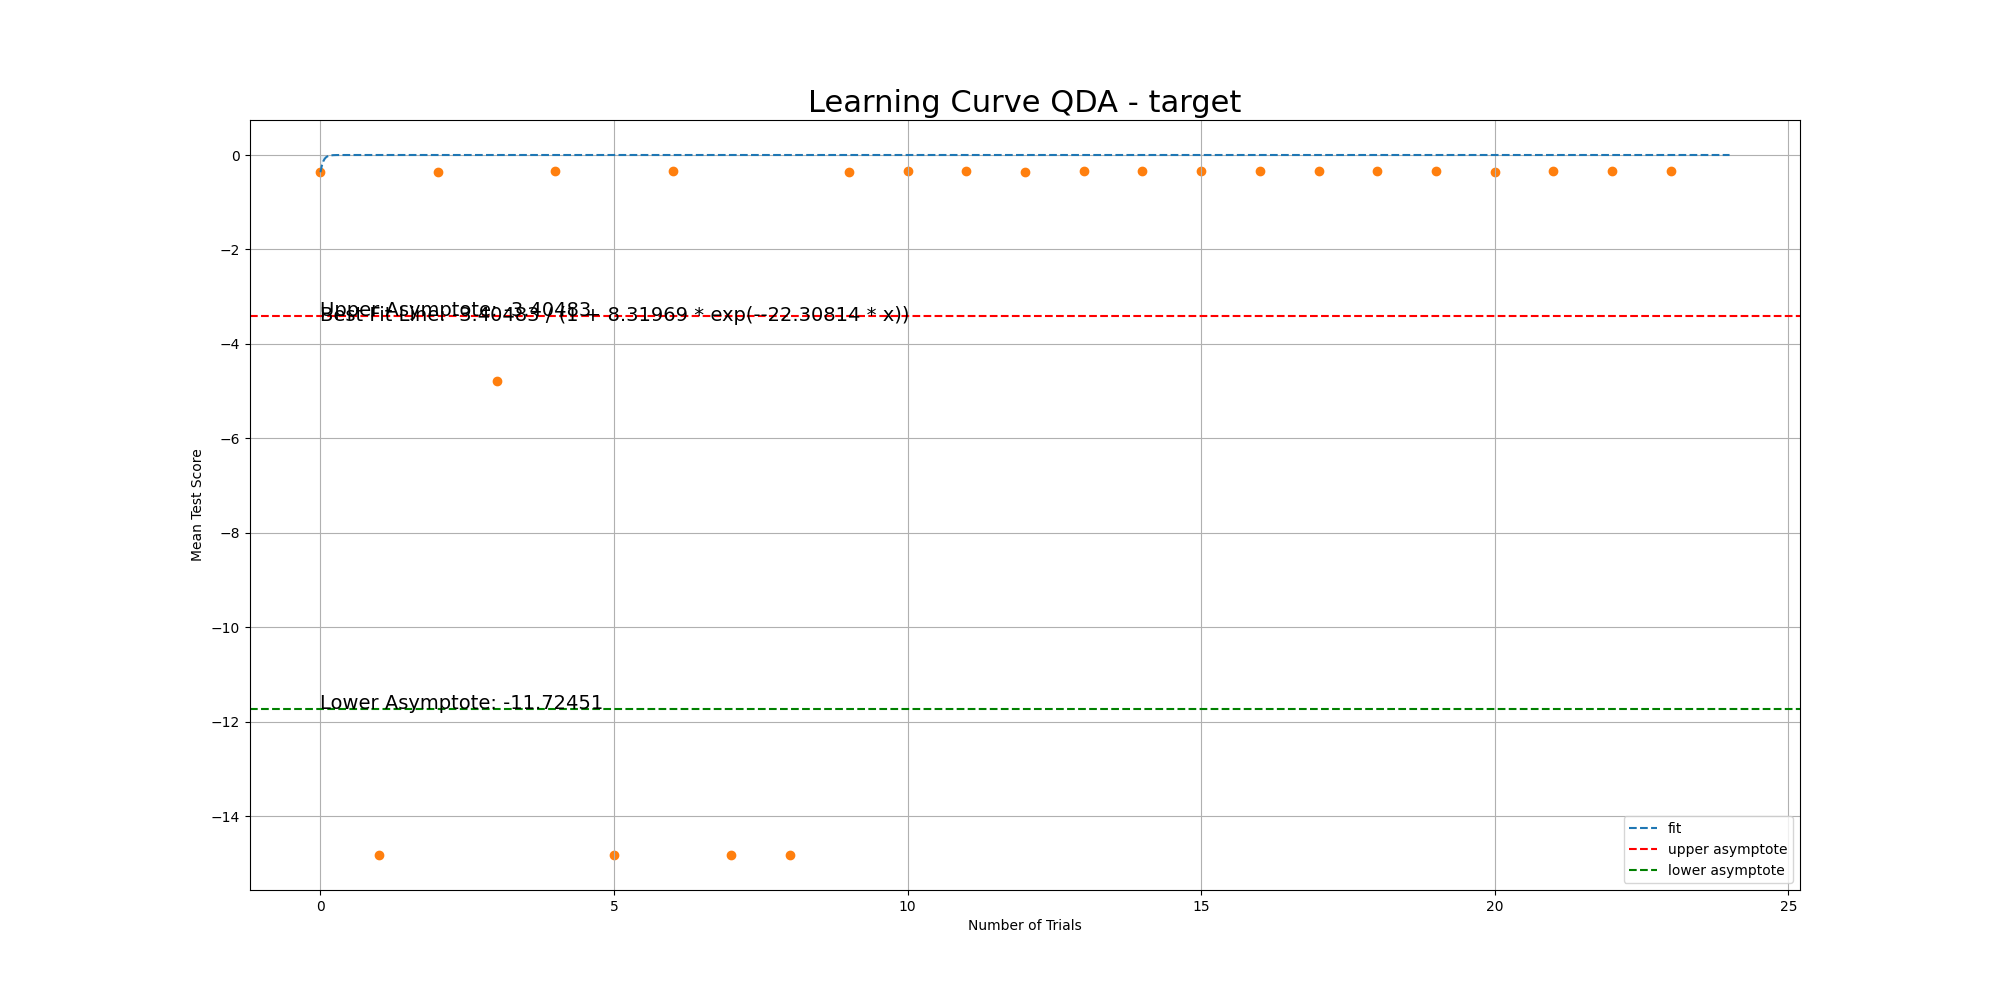 Learning Curve QDA - target
0
−2
Upper Asymptote: -3.40483
Best Fit Line: -3.40483 / (1 + 8.31969 * exp(--22.30814 * x))
−4
−6
Mean Test Score
−8
−10
Lower Asymptote: -11.72451
−12
−14
fit
upper asymptote
lower asymptote
0 5 10 15 20 25
Number of Trials